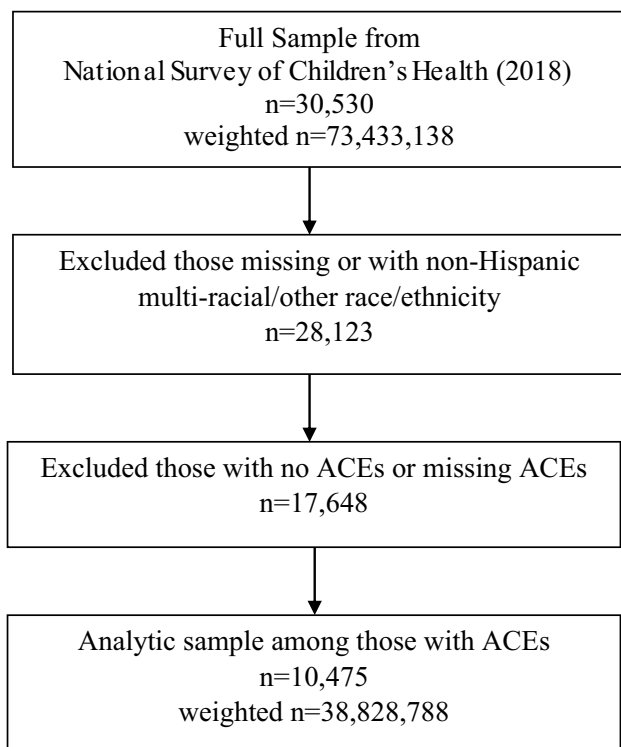 Full Sample from
National Survey of Children's Health (2018)
n=30,530
weighted n=73,433,138
Excluded those missing or with non-Hispanic
multi-racial/other race/ethnicity
n=28,123
Excluded those with no ACEs or missing ACEs
n=17,648
Analytic sample among those with ACEs
n=10,475
weighted n=38,828,788